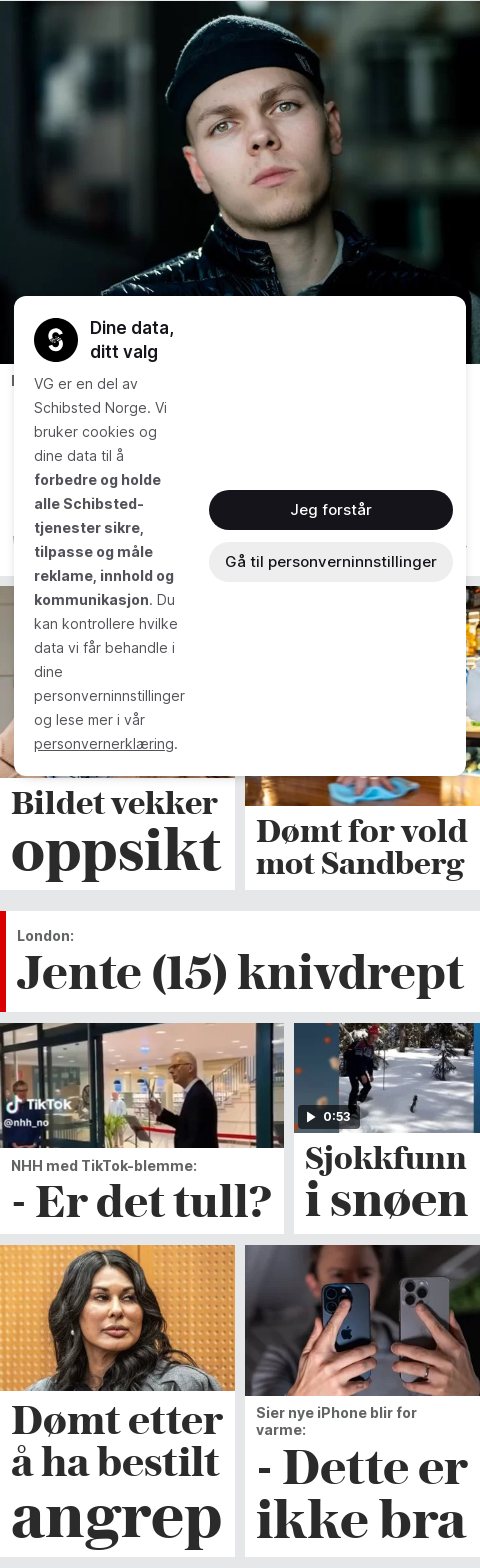 Dine data,
ditt valg
VG er en del av
Schibsted Norge. Vi
bruker cookies og
dine data til å
forbedre og holde
alle Schibsted-
tjenester sikre,
tilpasse og måle
reklame, innhold og
kommunikasjon. Du
kan kontrollere hvilke
data vi får behandle i
dine
personverninnstillinger
og lese mer i vår
personvernerklæring.
Jeg forstår
Gå til personverninnstillinger
Bildet vekker
oppsikt
Dømt for vold
mot Sandberg
London:
Jente (15) knivdrept
TikTok
@nhh_no
NHH med TikTok-blemme:
- Er det tull?
0:53
Sjokkfunn
i snøen
Dømt etter
å ha bestilt
angrep
Sier nye iPhone blir for
varme:
- Dette er
ikke bra